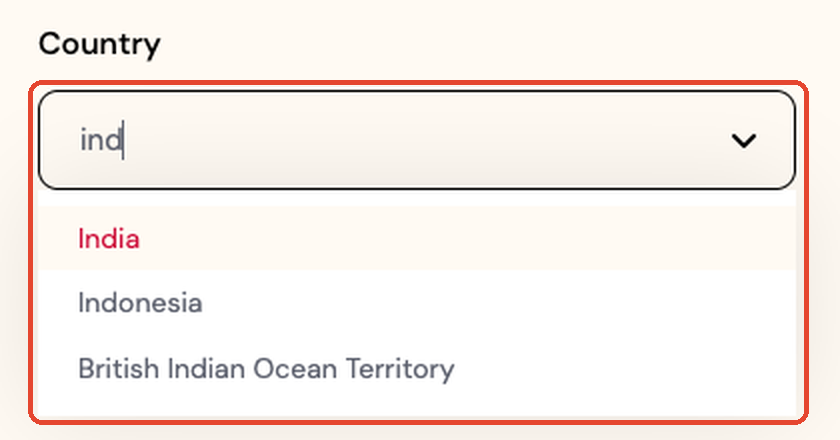 Country
ind
India
Indonesia
British Indian Ocean Territory